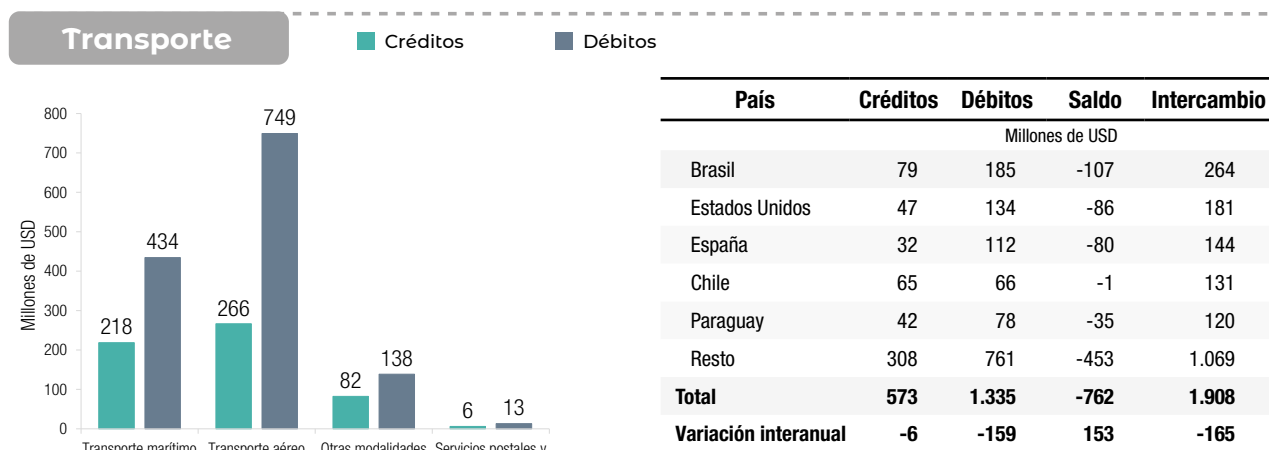 Transporte
Créditos
Débitos
Millones de USD
800
700
600
500
400
300
200
100
0
218
434
266
749
82
138
6
13
Transporte marítimo
Transporte aéreo
Otras modalidades
Servicios postales y
País Créditos Débitos Saldo Intercambio
Millones de USD
Brasil 79 185 -107 264
Estados Unidos 47 134 -86 181
España 32 112 -80 144
Chile 65 66 -1 131
Paraguay 42 78 -35 120
Resto 308 761 -453 1.069
Total 573 1.335 -762 1.908
Variación interanual -6 -159 153 -165